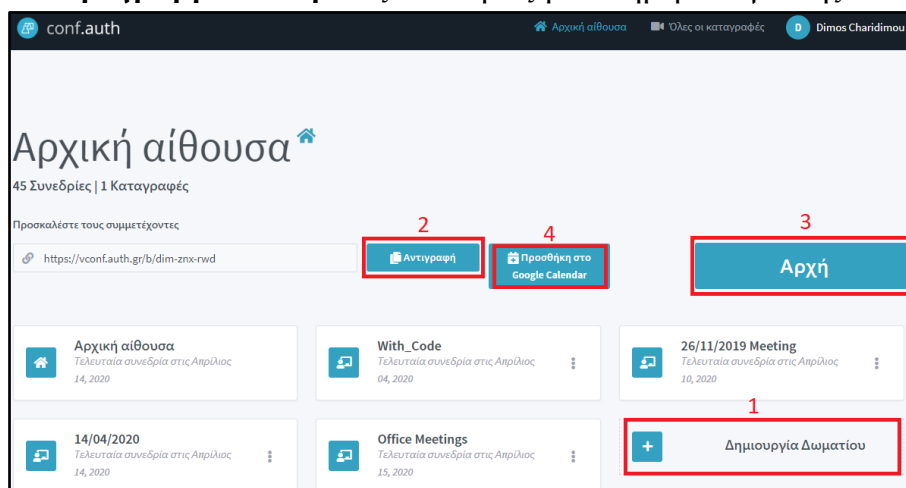 conf.auth
Αρχική αίθουσα
Όλες οι καταγραφές
D
Dimos Charidimou
Αρχική αίθουσα
45 Συνεδρίες | 1 Καταγραφές
Προσκαλέστε τους συμμετέχοντες
2
4
3
https://vconf.auth.gr/b/dim-znx-rwd
Αντιγραφή
Προσθήκη στο
Google Calendar
Αρχή
Αρχική αίθουσα
Τελευταία συνεδρία στις Απρίλιος
14, 2020
With_Code
Τελευταία συνεδρία στις Απρίλιος
04, 2020
26/11/2019 Meeting
Τελευταία συνεδρία στις Απρίλιος
10, 2020
1
14/04/2020
Τελευταία συνεδρία στις Απρίλιος
14, 2020
Office Meetings
Τελευταία συνεδρία στις Απρίλιος
15, 2020
Δημιουργία Δωματίου